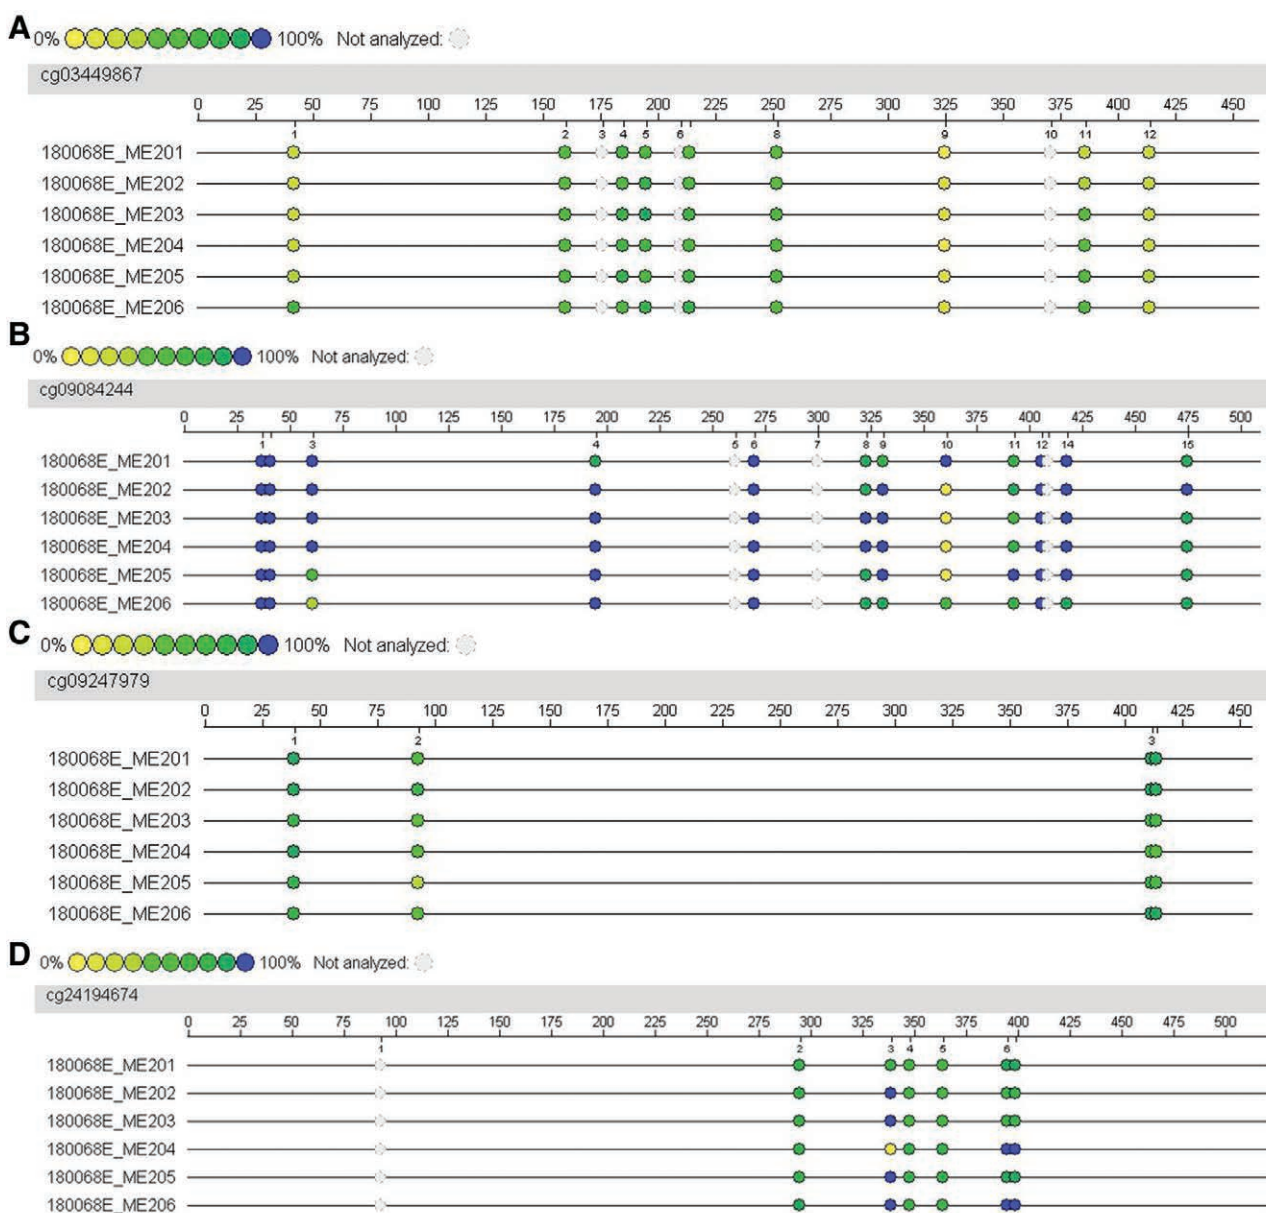 A 0% 100% Not analyzed:
cg03449867
0 25 50 75 100 125 150 175 200 225 250 275 300 325 350 375 400 425 450
1 2 3 4 5 6 8 9 10 11 12
180068E_ME201
180068E_ME202
180068E_ME203
180068E_ME204
180068E_ME205
180068E_ME206
B 0% 100% Not analyzed:
cg09084244
0 25 50 75 100 125 150 175 200 225 250 275 300 325 350 375 400 425 450 475 500
1 3 4 5 6 7 8 9 10 11 12 14 15
180068E_ME201
180068E_ME202
180068E_ME203
180068E_ME204
180068E_ME205
180068E_ME206
C 0% 100% Not analyzed:
cg09247979
0 25 50 75 100 125 150 175 200 225 250 275 300 325 350 375 400 425 450
1 2 3
180068E_ME201
180068E_ME202
180068E_ME203
180068E_ME204
180068E_ME205
180068E_ME206
D 0% 100% Not analyzed:
cg24194674
0 25 50 75 100 125 150 175 200 225 250 275 300 325 350 375 400 425 450 475 500
1 2 3 4 5 6
180068E_ME201
180068E_ME202
180068E_ME203
180068E_ME204
180068E_ME205
180068E_ME206